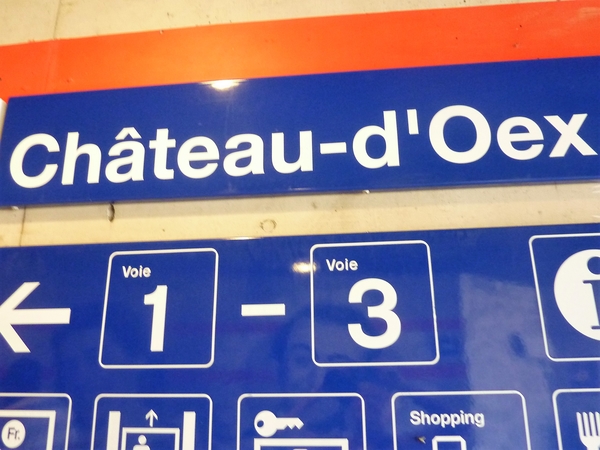 Château-d'Oex
Voie Voie
← 1 – 3 i
Fr. Shopping